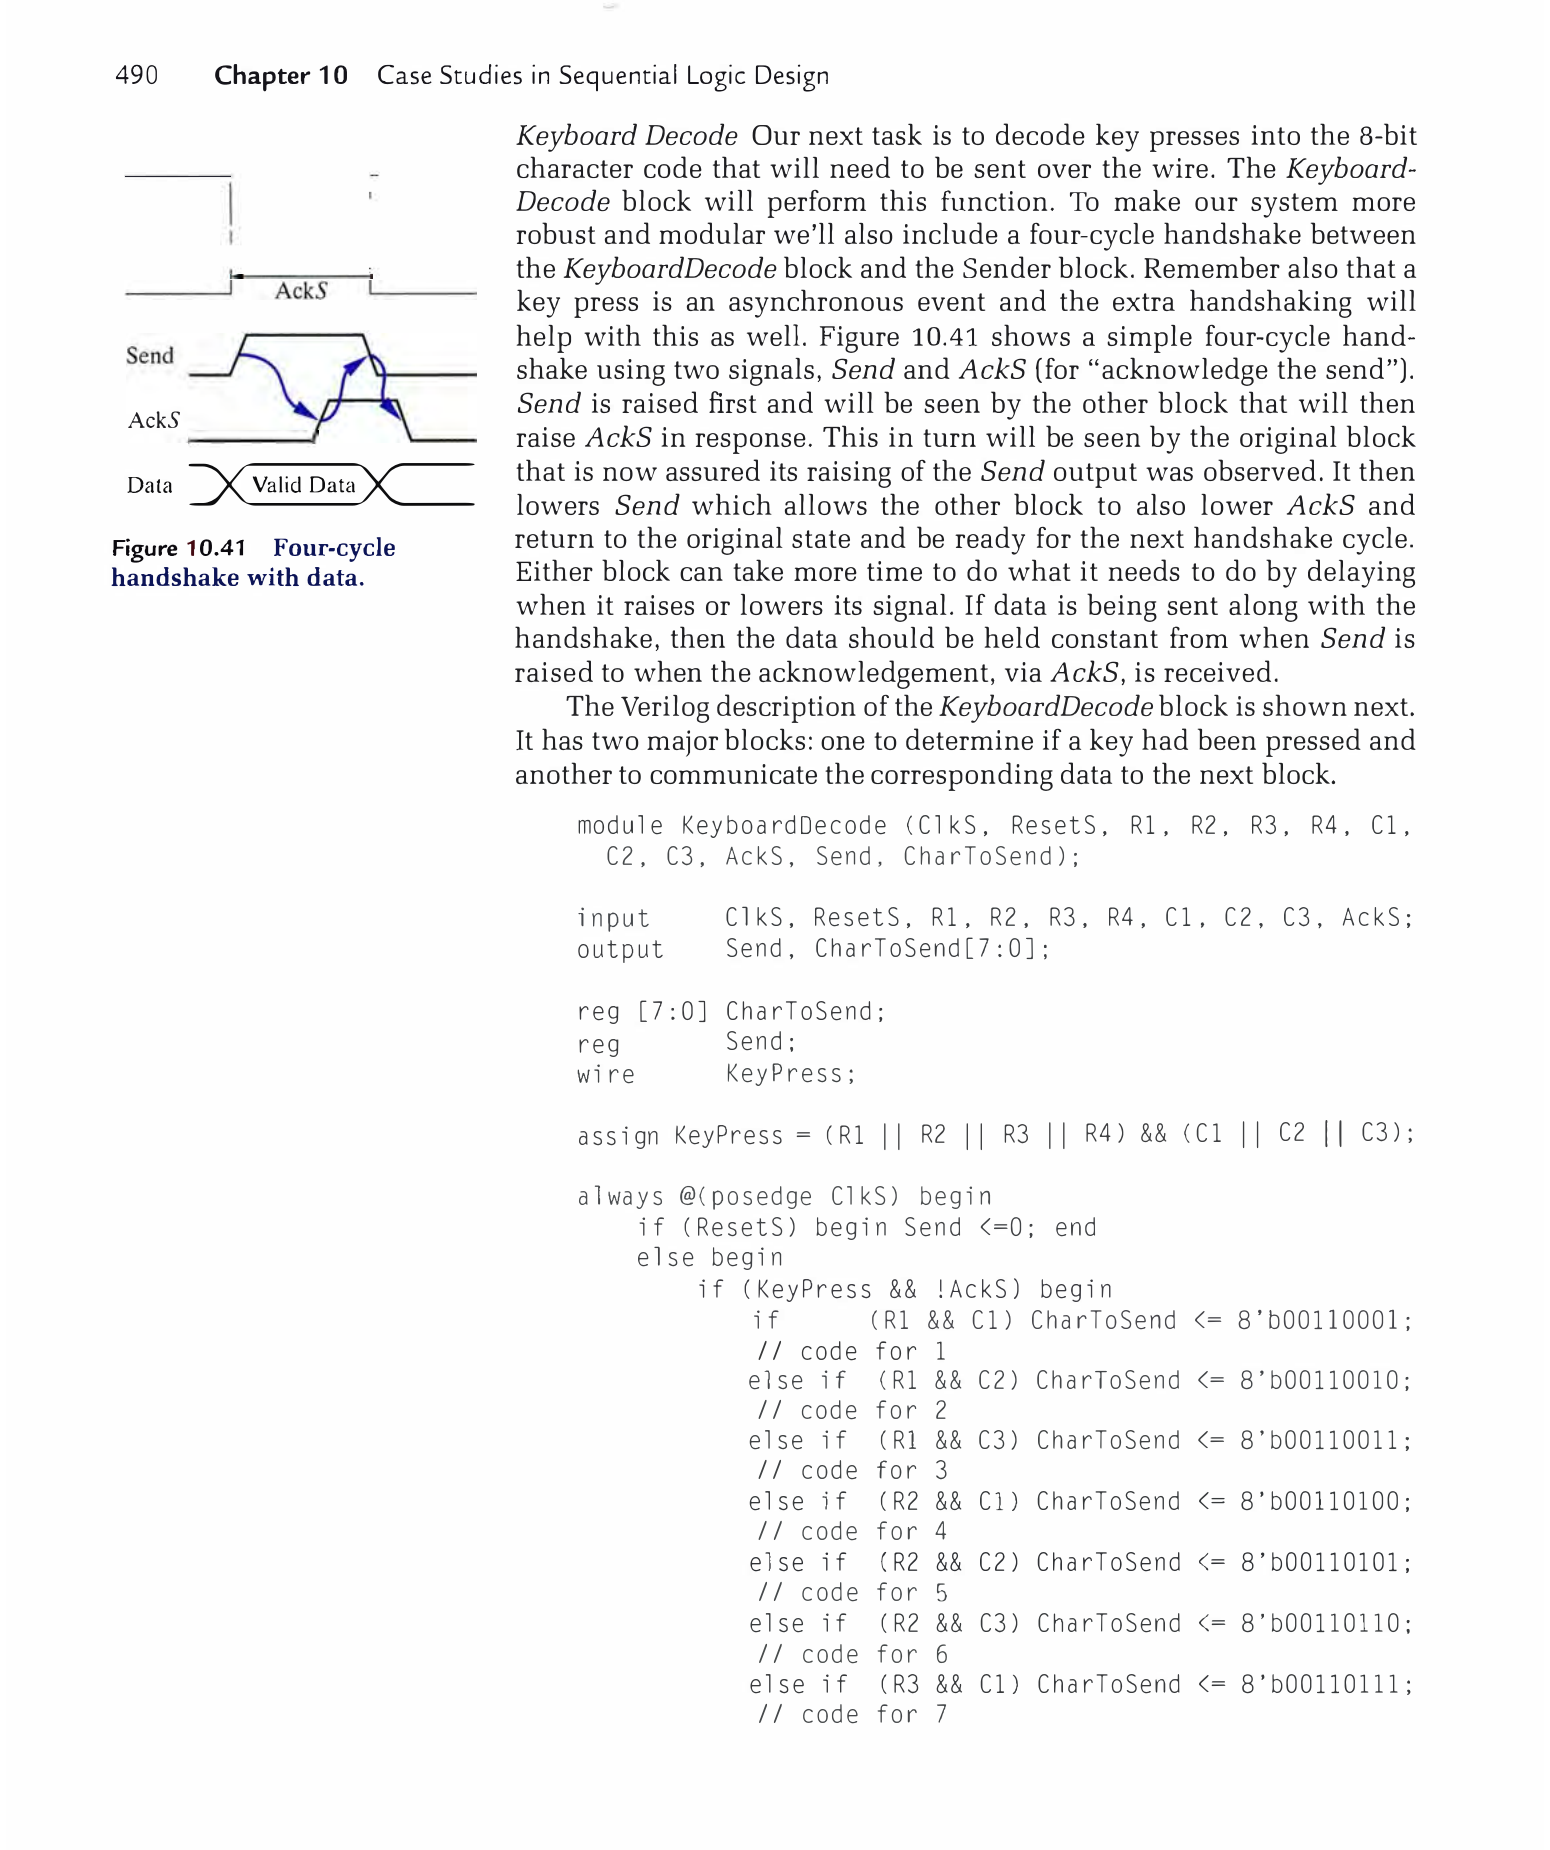 490 Chapter 10 Case Studies in Sequential Logic Design
AckS
Send
AckS
Data
Valid Data
Figure 10.41 Four-cycle
handshake with data.
Keyboard Decode Our next task is to decode key presses into the 8-bit
character code that will need to be sent over the wire. The Keyboard-
Decode block will perform this function. To make our system more
robust and modular we'll also include a four-cycle handshake between
the KeyboardDecode block and the Sender block. Remember also that a
key press is an asynchronous event and the extra handshaking will
help with this as well. Figure 10.41 shows a simple four-cycle hand-
shake using two signals, Send and AckS (for “acknowledge the send”).
Send is raised first and will be seen by the other block that will then
raise AckS in response. This in turn will be seen by the original block
that is now assured its raising of the Send output was observed. It then
lowers Send which allows the other block to also lower AckS and
return to the original state and be ready for the next handshake cycle.
Either block can take more time to do what it needs to do by delaying
when it raises or lowers its signal. If data is being sent along with the
handshake, then the data should be held constant from when Send is
raised to when the acknowledgement, via AckS, is received.
The Verilog description of the KeyboardDecode block is shown next.
It has two major blocks: one to determine if a key had been pressed and
another to communicate the corresponding data to the next block.
module KeyboardDecode (ClkS, ResetS, R1, R2, R3, R4, C1,
C2, C3, AckS, Send, CharToSend);
input ClkS, ResetS, R1, R2, R3, R4, C1, C2, C3, AckS;
output Send, CharToSend[7:0];
reg [7:0] CharToSend;
reg Send;
wire KeyPress;
assign KeyPress = (R1 || R2 || R3 || R4) && (C1 || C2 || C3);
always @(posedge ClkS) begin
if (ResetS) begin Send <=0; end
else begin
if (KeyPress && !AckS) begin
if (R1 && C1) CharToSend <= 8'b00110001;
// code for 1
else if (R1 && C2) CharToSend <= 8'b00110010;
// code for 2
else if (R1 && C3) CharToSend <= 8'b00110011;
// code for 3
else if (R2 && C1) CharToSend <= 8'b00110100;
// code for 4
else if (R2 && C2) CharToSend <= 8'b00110101;
// code for 5
else if (R2 && C3) CharToSend <= 8'b00110110;
// code for 6
else if (R3 && C1) CharToSend <= 8'b00110111;
// code for 7